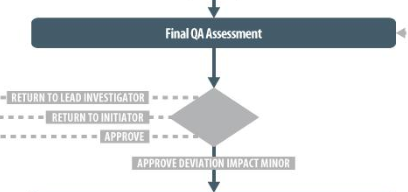 Final QA Assessment
RETURN TO LEAD INVESTIGATOR
RETURN TO INITIATOR
APPROVE
APPROVE DEVIATION IMPACT MINOR